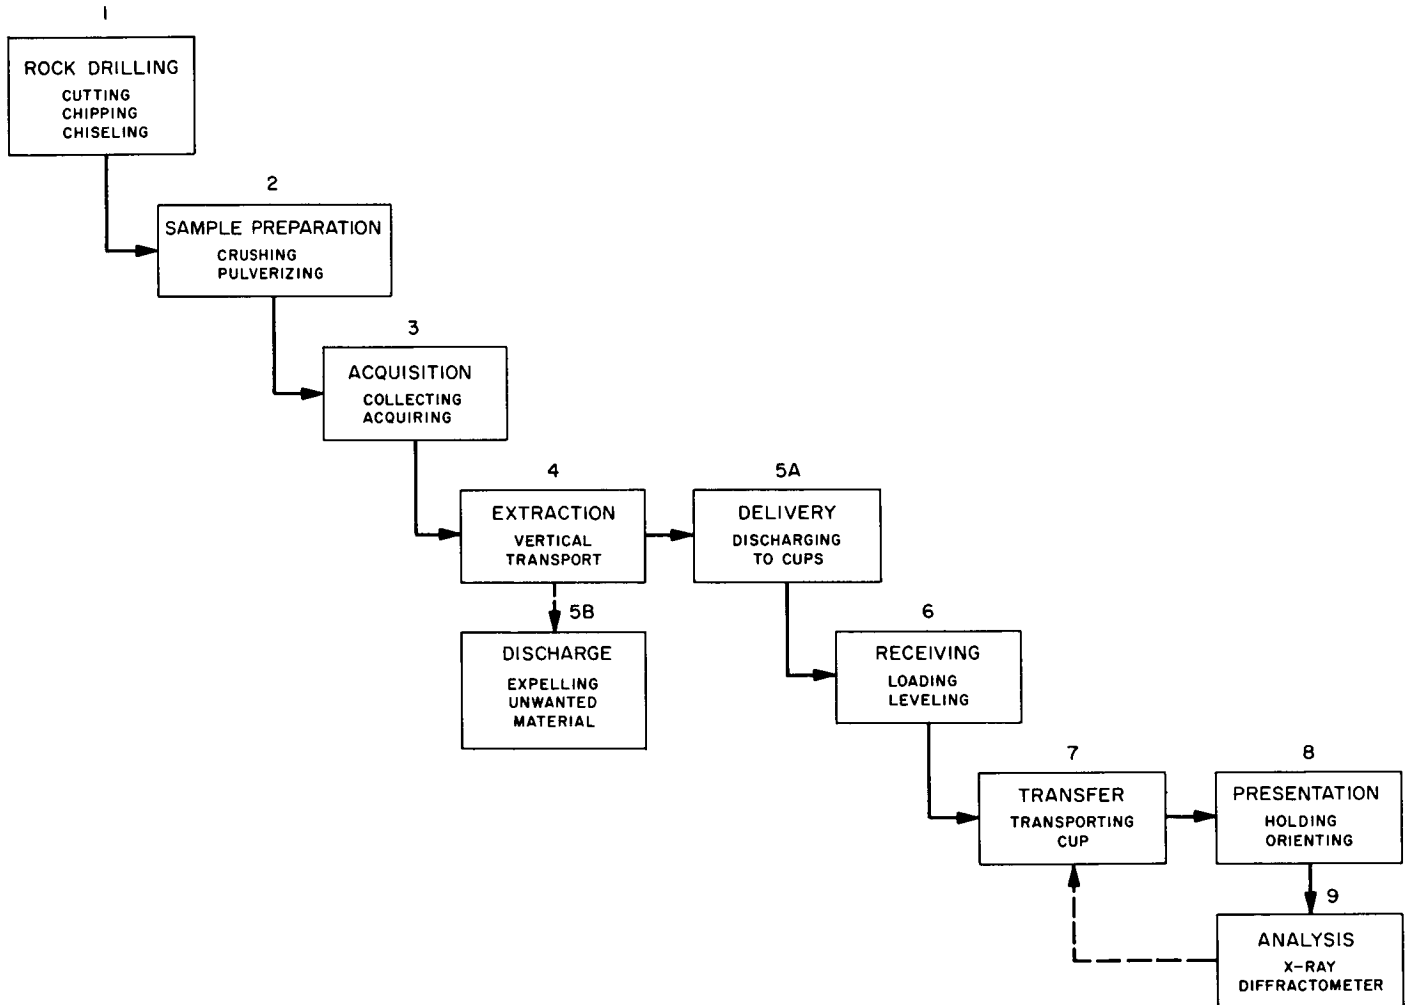 1
ROCK DRILLING
CUTTING
CHIPPING
CHISELING
2
SAMPLE PREPARATION
CRUSHING
PULVERIZING
3
ACQUISITION
COLLECTING
ACQUIRING
4
EXTRACTION
VERTICAL
TRANSPORT
5A
DELIVERY
DISCHARGING
TO CUPS
5B
DISCHARGE
EXPELLING
UNWANTED
MATERIAL
6
RECEIVING
LOADING
LEVELING
7
TRANSFER
TRANSPORTING
CUP
8
PRESENTATION
HOLDING
ORIENTING
9
ANALYSIS
X-RAY
DIFFRACTOMETER